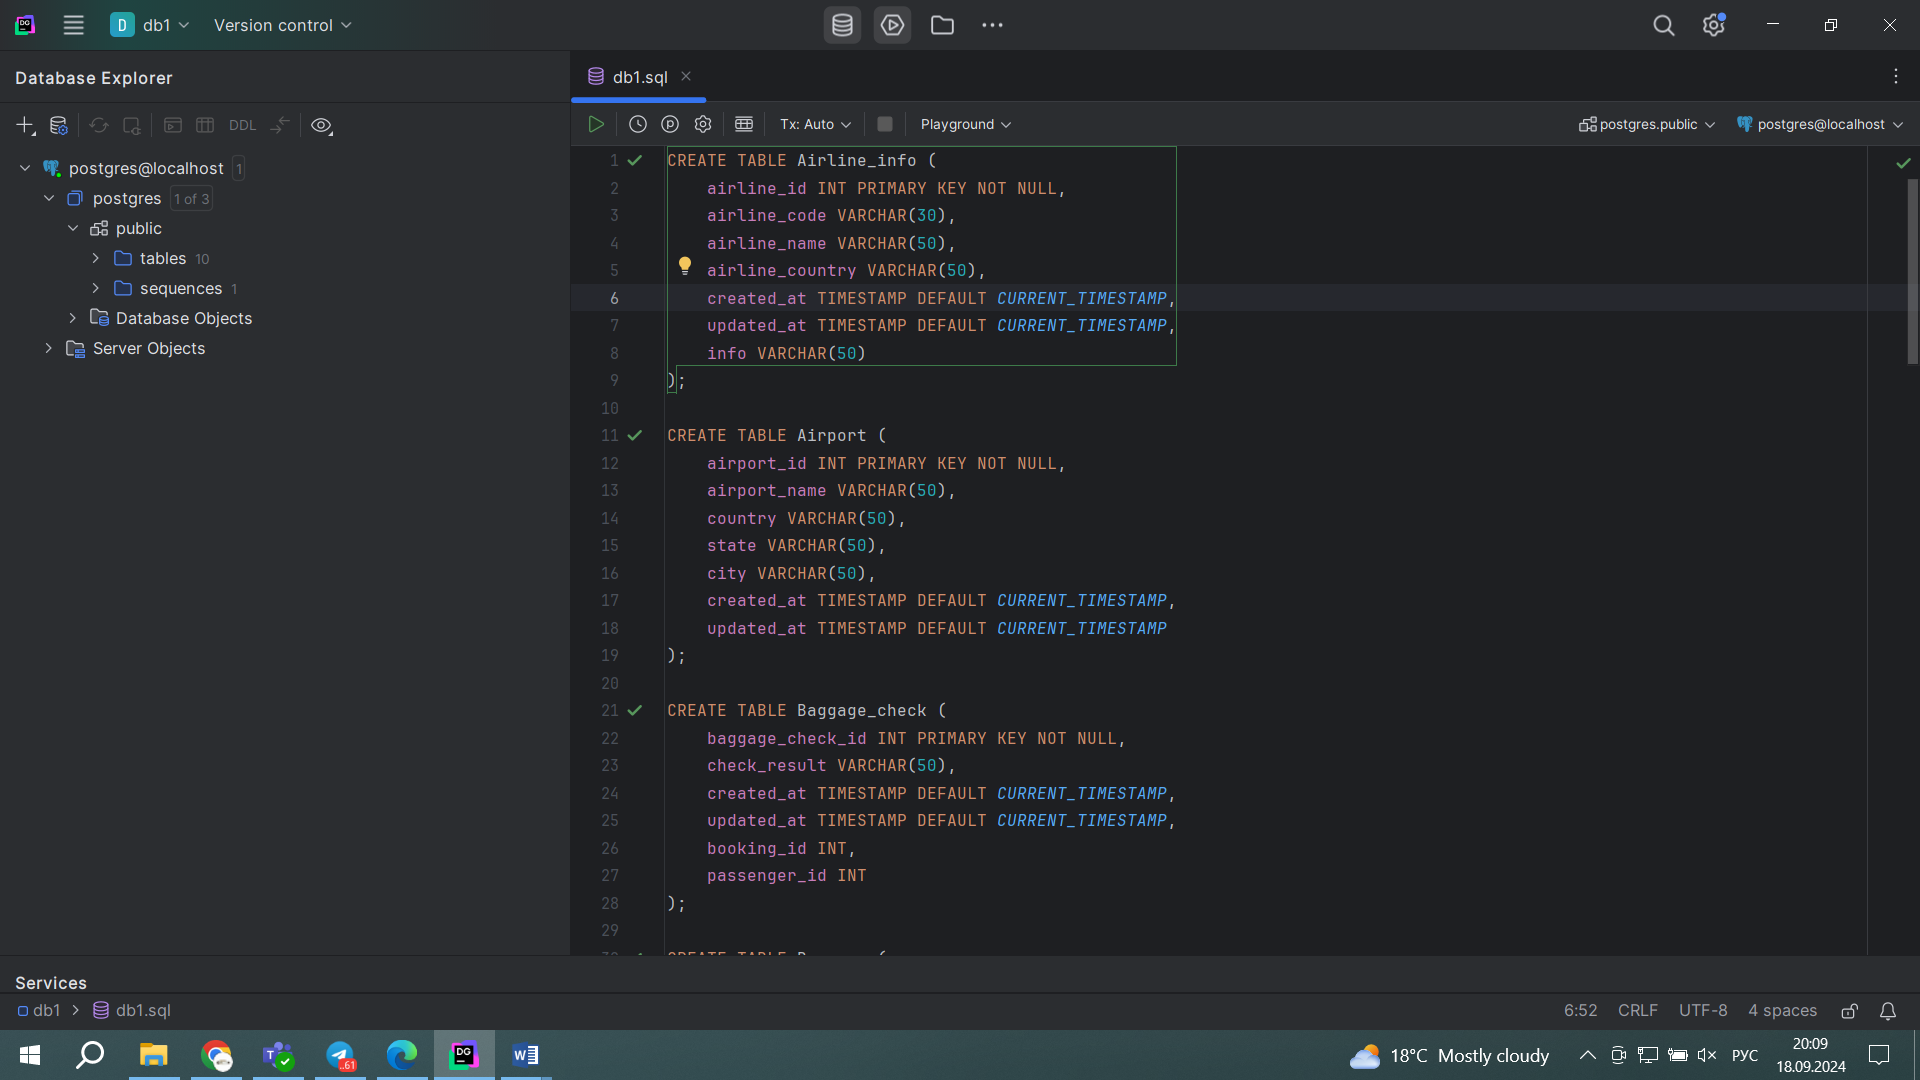 D db1 Version control
Database Explorer
db1.sql
DDL
Tx: Auto Playground postgres.public postgres@localhost
postgres@localhost 1
postgres 1 of 3
public
tables 10
sequences 1
Database Objects
Server Objects
1 CREATE TABLE Airline_info (
2 airline_id INT PRIMARY KEY NOT NULL,
3 airline_code VARCHAR(30),
4 airline_name VARCHAR(50),
5 airline_country VARCHAR(50),
6 created_at TIMESTAMP DEFAULT CURRENT_TIMESTAMP,
7 updated_at TIMESTAMP DEFAULT CURRENT_TIMESTAMP,
8 info VARCHAR(50)
9 );
10
11 CREATE TABLE Airport (
12 airport_id INT PRIMARY KEY NOT NULL,
13 airport_name VARCHAR(50),
14 country VARCHAR(50),
15 state VARCHAR(50),
16 city VARCHAR(50),
17 created_at TIMESTAMP DEFAULT CURRENT_TIMESTAMP,
18 updated_at TIMESTAMP DEFAULT CURRENT_TIMESTAMP
19 );
20
21 CREATE TABLE Baggage_check (
22 baggage_check_id INT PRIMARY KEY NOT NULL,
23 check_result VARCHAR(50),
24 created_at TIMESTAMP DEFAULT CURRENT_TIMESTAMP,
25 updated_at TIMESTAMP DEFAULT CURRENT_TIMESTAMP,
26 booking_id INT,
27 passenger_id INT
28 );
29
CREATE TABLE
Services
db1 db1.sql
6:52 CRLF UTF-8 4 spaces
18°C Mostly cloudy
РУС
20:09
18.09.2024